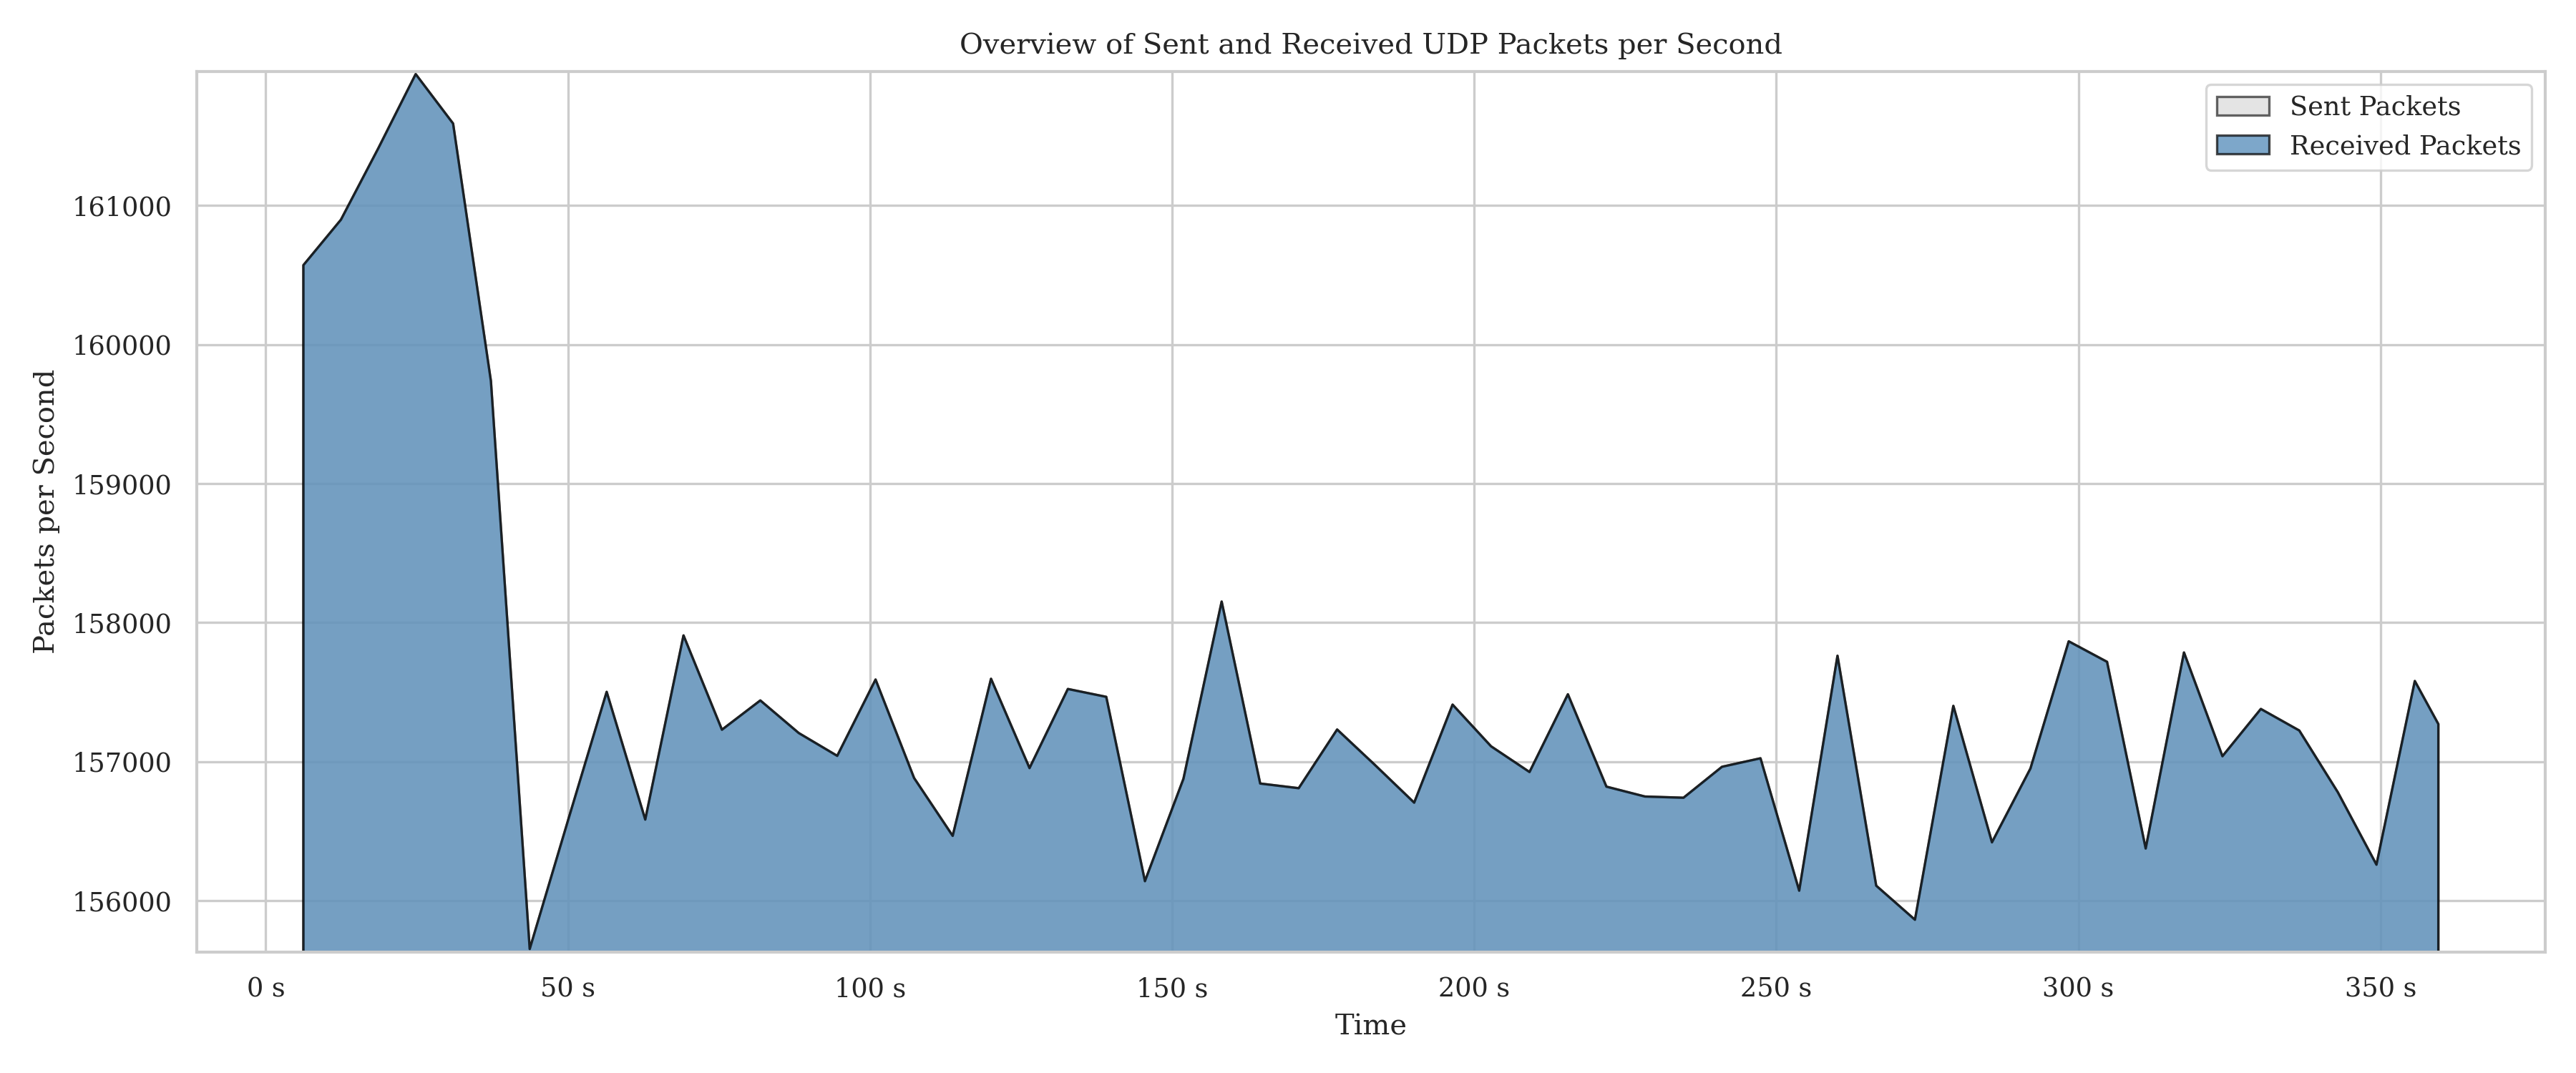 Overview of Sent and Received UDP Packets per Second
Sent Packets
Received Packets
Packets per Second
161000
160000
159000
158000
157000
156000
0 s
50 s
100 s
150 s
200 s
250 s
300 s
350 s
Time